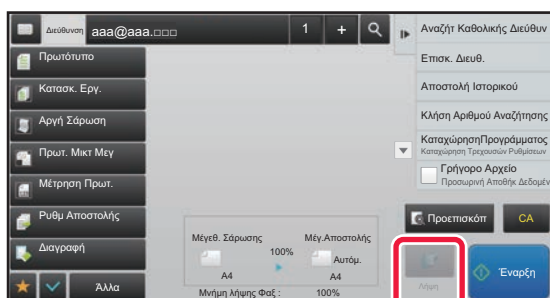 Διεύθυνση aaa@aaa.□□□ 1 +
Πρωτότυπο
Κατασκ. Εργ.
Αργή Σάρωση
Πρωτ. Μικτ Μεγ
Μέτρηση Πρωτ.
Ρυθμ Αποστολής
Διαγραφή
Άλλα
Μέγεθ. Σάρωσης
100%
Μέγ.Αποστολής
Αυτόμ.
A4
A4
Μνήμη λήψης Φαξ : 100%
Αναζήτ Καθολικής Διεύθυν
Επισκ. Διευθ.
Αποστολή Ιστορικού
Κλήση Αριθμού Αναζήτησης
ΚαταχώρησηΠρογράμματος
Καταχώρηση Τρεχουσών Ρυθμίσεων
Γρήγορο Αρχείο
Προσωρινή Αποθήκ Δεδομέν
Προεπισκόπ
CA
Λήψη
Έναρξη